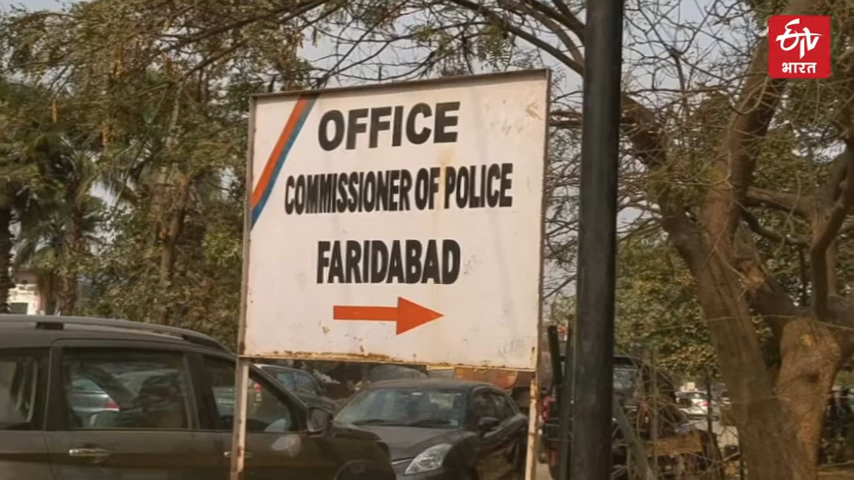 ETV
भारत
OFFICE
COMMISSIONER OF POLICE
FARIDABAD